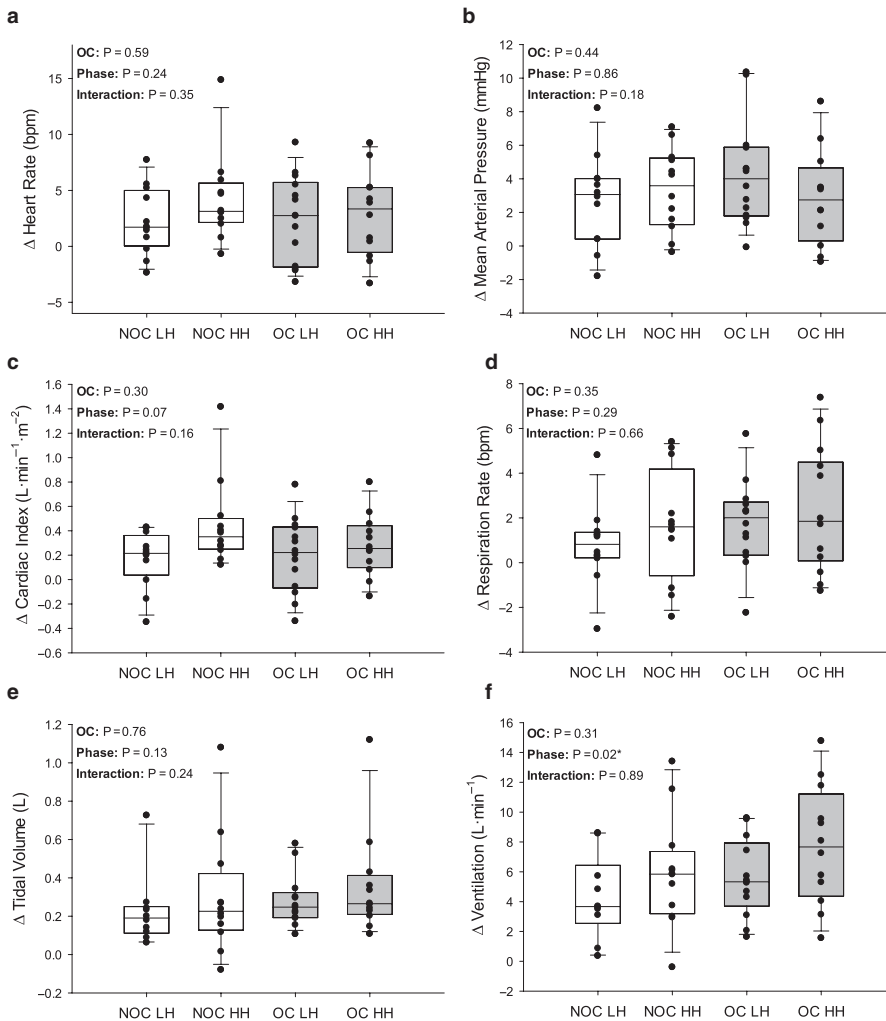 a
OC: P = 0.59
Phase: P = 0.24
Interaction: P = 0.35
Δ Heart Rate (bpm)
15
10
5
0
–5
NOC LH NOC HH OC LH OC HH
b
OC: P = 0.44
Phase: P = 0.86
Interaction: P = 0.18
Δ Mean Arterial Pressure (mmHg)
12
10
8
6
4
2
0
–2
–4
NOC LH NOC HH OC LH OC HH
c
OC: P = 0.30
Phase: P = 0.07
Interaction: P = 0.16
Δ Cardiac Index (L·min⁻¹·m⁻²)
1.6
1.4
1.2
1.0
0.8
0.6
0.4
0.2
0.0
–0.2
–0.4
–0.6
NOC LH NOC HH OC LH OC HH
d
OC: P = 0.35
Phase: P = 0.29
Interaction: P = 0.66
Δ Respiration Rate (bpm)
8
6
4
2
0
–2
–4
NOC LH NOC HH OC LH OC HH
e
OC: P=0.76
Phase: P = 0.13
Interaction: P = 0.24
Δ Tidal Volume (L)
1.2
1.0
0.8
0.6
0.4
0.2
0.0
–0.2
NOC LH NOC HH OC LH OC HH
f
OC: P = 0.31
Phase: P =0.02*
Interaction: P = 0.89
Δ Ventilation (L·min⁻¹)
16
14
12
10
8
6
4
2
0
–2
NOC LH NOC HH OC LH OC HH